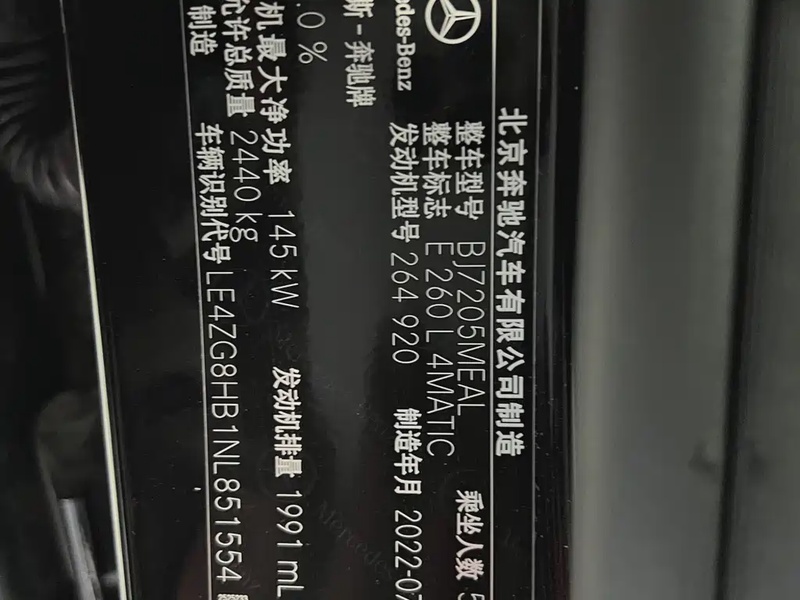 北京奔驰汽车有限公司制造
整车型号 BJ7205MEAL 乘坐人数 5
整车标志 E 260 L 4MATIC
发动机型号 264 920 制造年月 2022-07
des-Benz
斯-奔驰牌
.0 %
机最大净功率 145 kW 发动机排量 1991 mL
允许总质量 2440 kg
制造 车辆识别代号 LE4ZG8HB1NL851554